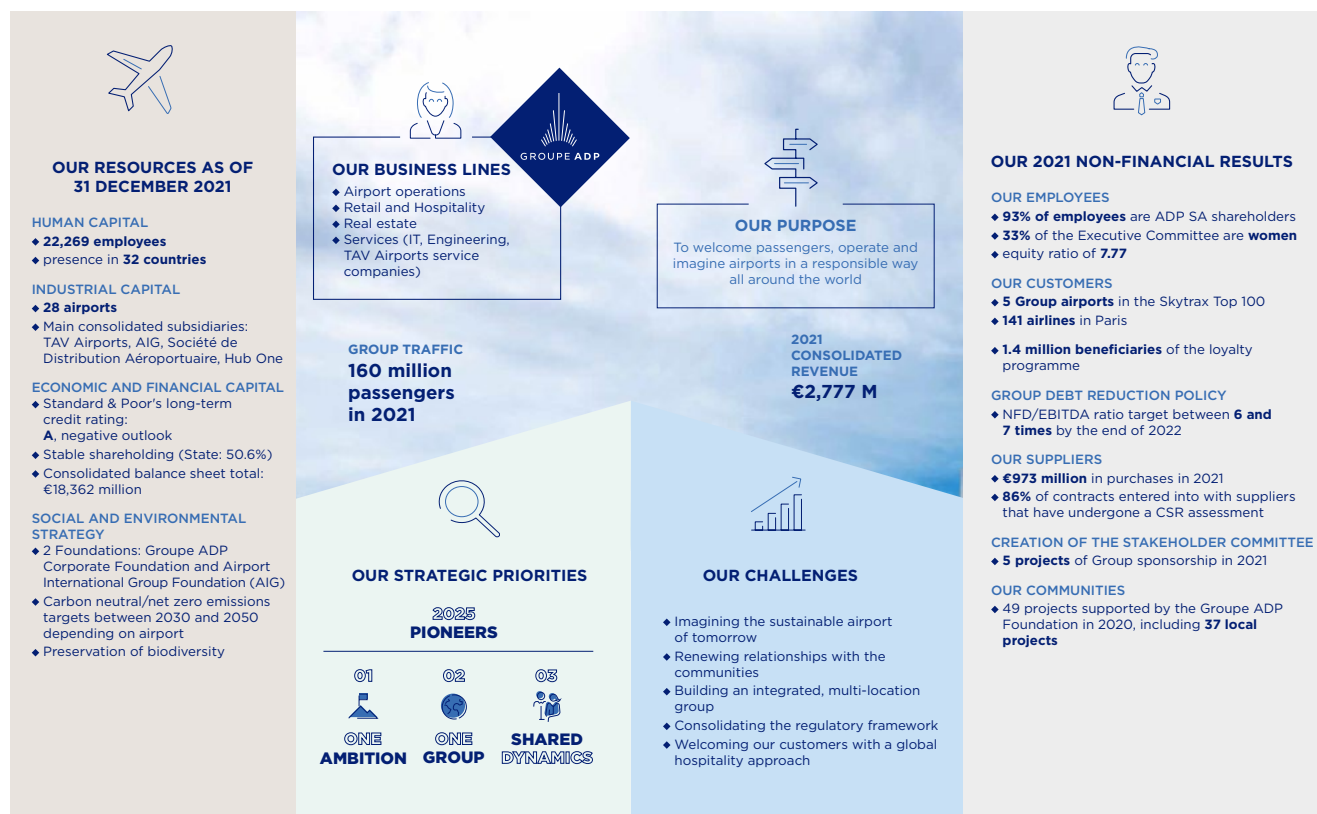 OUR RESOURCES AS OF
31 DECEMBER 2021
HUMAN CAPITAL
◆ 22,269 employees
◆ presence in 32 countries
INDUSTRIAL CAPITAL
◆ 28 airports
◆ Main consolidated subsidiaries:
TAV Airports, AIG, Société de
Distribution Aéroportuaire, Hub One
ECONOMIC AND FINANCIAL CAPITAL
◆ Standard & Poor's long-term
credit rating:
A, negative outlook
◆ Stable shareholding (State: 50.6%)
◆ Consolidated balance sheet total:
€18,362 million
SOCIAL AND ENVIRONMENTAL
STRATEGY
◆ 2 Foundations: Groupe ADP
Corporate Foundation and Airport
International Group Foundation (AIG)
◆ Carbon neutral/net zero emissions
targets between 2030 and 2050
depending on airport
◆ Preservation of biodiversity
GROUPE ADP
OUR BUSINESS LINES
◆ Airport operations
◆ Retail and Hospitality
◆ Real estate
◆ Services (IT, Engineering,
TAV Airports service
companies)
OUR PURPOSE
To welcome passengers, operate and
imagine airports in a responsible way
all around the world
GROUP TRAFFIC
160 million
passengers
in 2021
2021
CONSOLIDATED
REVENUE
€2,777 M
OUR STRATEGIC PRIORITIES
2025
PIONEERS
01
ONE
AMBITION
02
ONE
GROUP
03
SHARED
DYNAMICS
OUR CHALLENGES
◆ Imagining the sustainable airport
of tomorrow
◆ Renewing relationships with the
communities
◆ Building an integrated, multi-location
group
◆ Consolidating the regulatory framework
◆ Welcoming our customers with a global
hospitality approach
OUR 2021 NON-FINANCIAL RESULTS
OUR EMPLOYEES
◆ 93% of employees are ADP SA shareholders
◆ 33% of the Executive Committee are women
◆ equity ratio of 7.77
OUR CUSTOMERS
◆ 5 Group airports in the Skytrax Top 100
◆ 141 airlines in Paris
◆ 1.4 million beneficiaries of the loyalty
programme
GROUP DEBT REDUCTION POLICY
◆ NFD/EBITDA ratio target between 6 and
7 times by the end of 2022
OUR SUPPLIERS
◆ €973 million in purchases in 2021
◆ 86% of contracts entered into with suppliers
that have undergone a CSR assessment
CREATION OF THE STAKEHOLDER COMMITTEE
◆ 5 projects of Group sponsorship in 2021
OUR COMMUNITIES
◆ 49 projects supported by the Groupe ADP
Foundation in 2020, including 37 local
projects